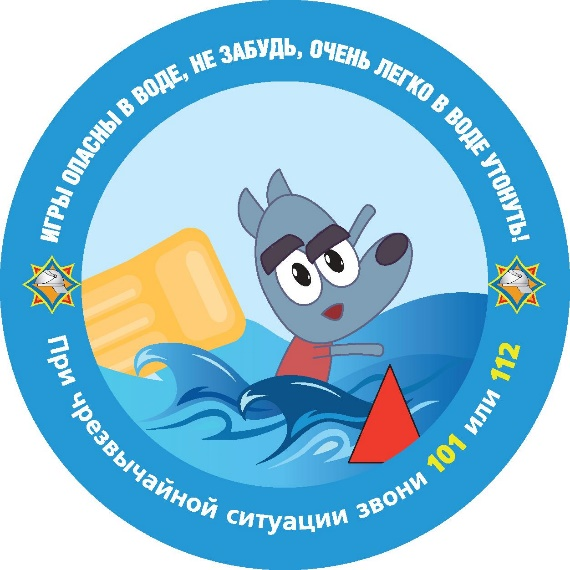 ИГРЫ ОПАСНЫ В ВОДЕ, НЕ ЗАБУДЬ, ОЧЕНЬ ЛЕГКО В ВОДЕ УТОНУТЬ!
При чрезвычайной ситуации звони 101 или 112